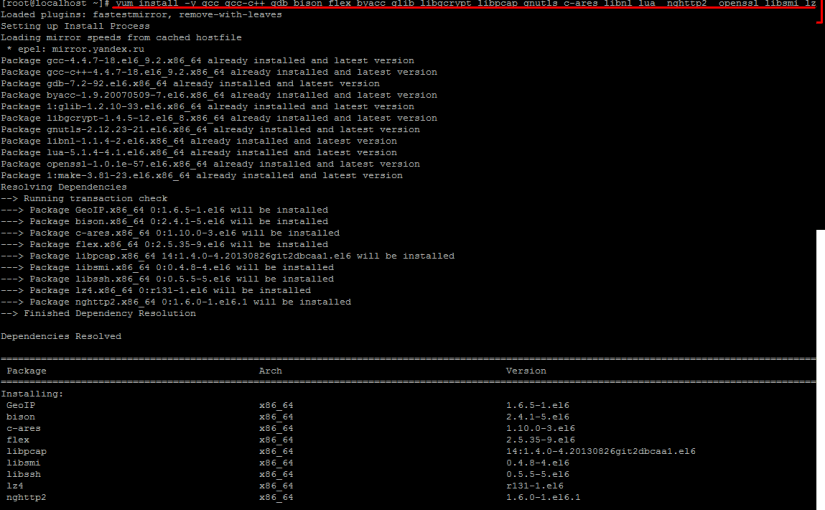 [root@localhost ~]# yum install -y gcc gcc-c++ gdb bison flex byacc glib libgcrypt libpcap gnutls c-ares libnl lua nghttp2 openssl libsmi lz
Loaded plugins: fastestmirror, remove-with-leaves
Setting up Install Process
Loading mirror speeds from cached hostfile
* epel: mirror.yandex.ru
Package gcc-4.4.7-18.el6_9.2.x86_64 already installed and latest version
Package gcc-c++-4.4.7-18.el6_9.2.x86_64 already installed and latest version
Package gdb-7.2-92.el6.x86_64 already installed and latest version
Package byacc-1.9.20070509-7.el6.x86_64 already installed and latest version
Package 1:glib-1.2.10-33.el6.x86_64 already installed and latest version
Package libgcrypt-1.4.5-12.el6_8.x86_64 already installed and latest version
Package gnutls-2.12.23-21.el6.x86_64 already installed and latest version
Package libnl-1.1.4-2.el6.x86_64 already installed and latest version
Package lua-5.1.4-4.1.el6.x86_64 already installed and latest version
Package openssl-1.0.1e-57.el6.x86_64 already installed and latest version
Package 1:make-3.81-23.el6.x86_64 already installed and latest version
Resolving Dependencies
--> Running transaction check
---> Package GeoIP.x86_64 0:1.6.5-1.el6 will be installed
---> Package bison.x86_64 0:2.4.1-5.el6 will be installed
---> Package c-ares.x86_64 0:1.10.0-3.el6 will be installed
---> Package flex.x86_64 0:2.5.35-9.el6 will be installed
---> Package libpcap.x86_64 14:1.4.0-4.20130826git2dbcaa1.el6 will be installed
---> Package libsmi.x86_64 0:0.4.8-4.el6 will be installed
---> Package libssh.x86_64 0:0.5.5-5.el6 will be installed
---> Package lz4.x86_64 0:r131-1.el6 will be installed
---> Package nghttp2.x86_64 0:1.6.0-1.el6.1 will be installed
--> Finished Dependency Resolution
Dependencies Resolved
Package Arch Version
Installing:
GeoIP x86_64 1.6.5-1.el6
bison x86_64 2.4.1-5.el6
c-ares x86_64 1.10.0-3.el6
flex x86_64 2.5.35-9.el6
libpcap x86_64 14:1.4.0-4.20130826git2dbcaa1.el6
libsmi x86_64 0.4.8-4.el6
libssh x86_64 0.5.5-5.el6
lz4 x86_64 r131-1.el6
nghttp2 x86_64 1.6.0-1.el6.1